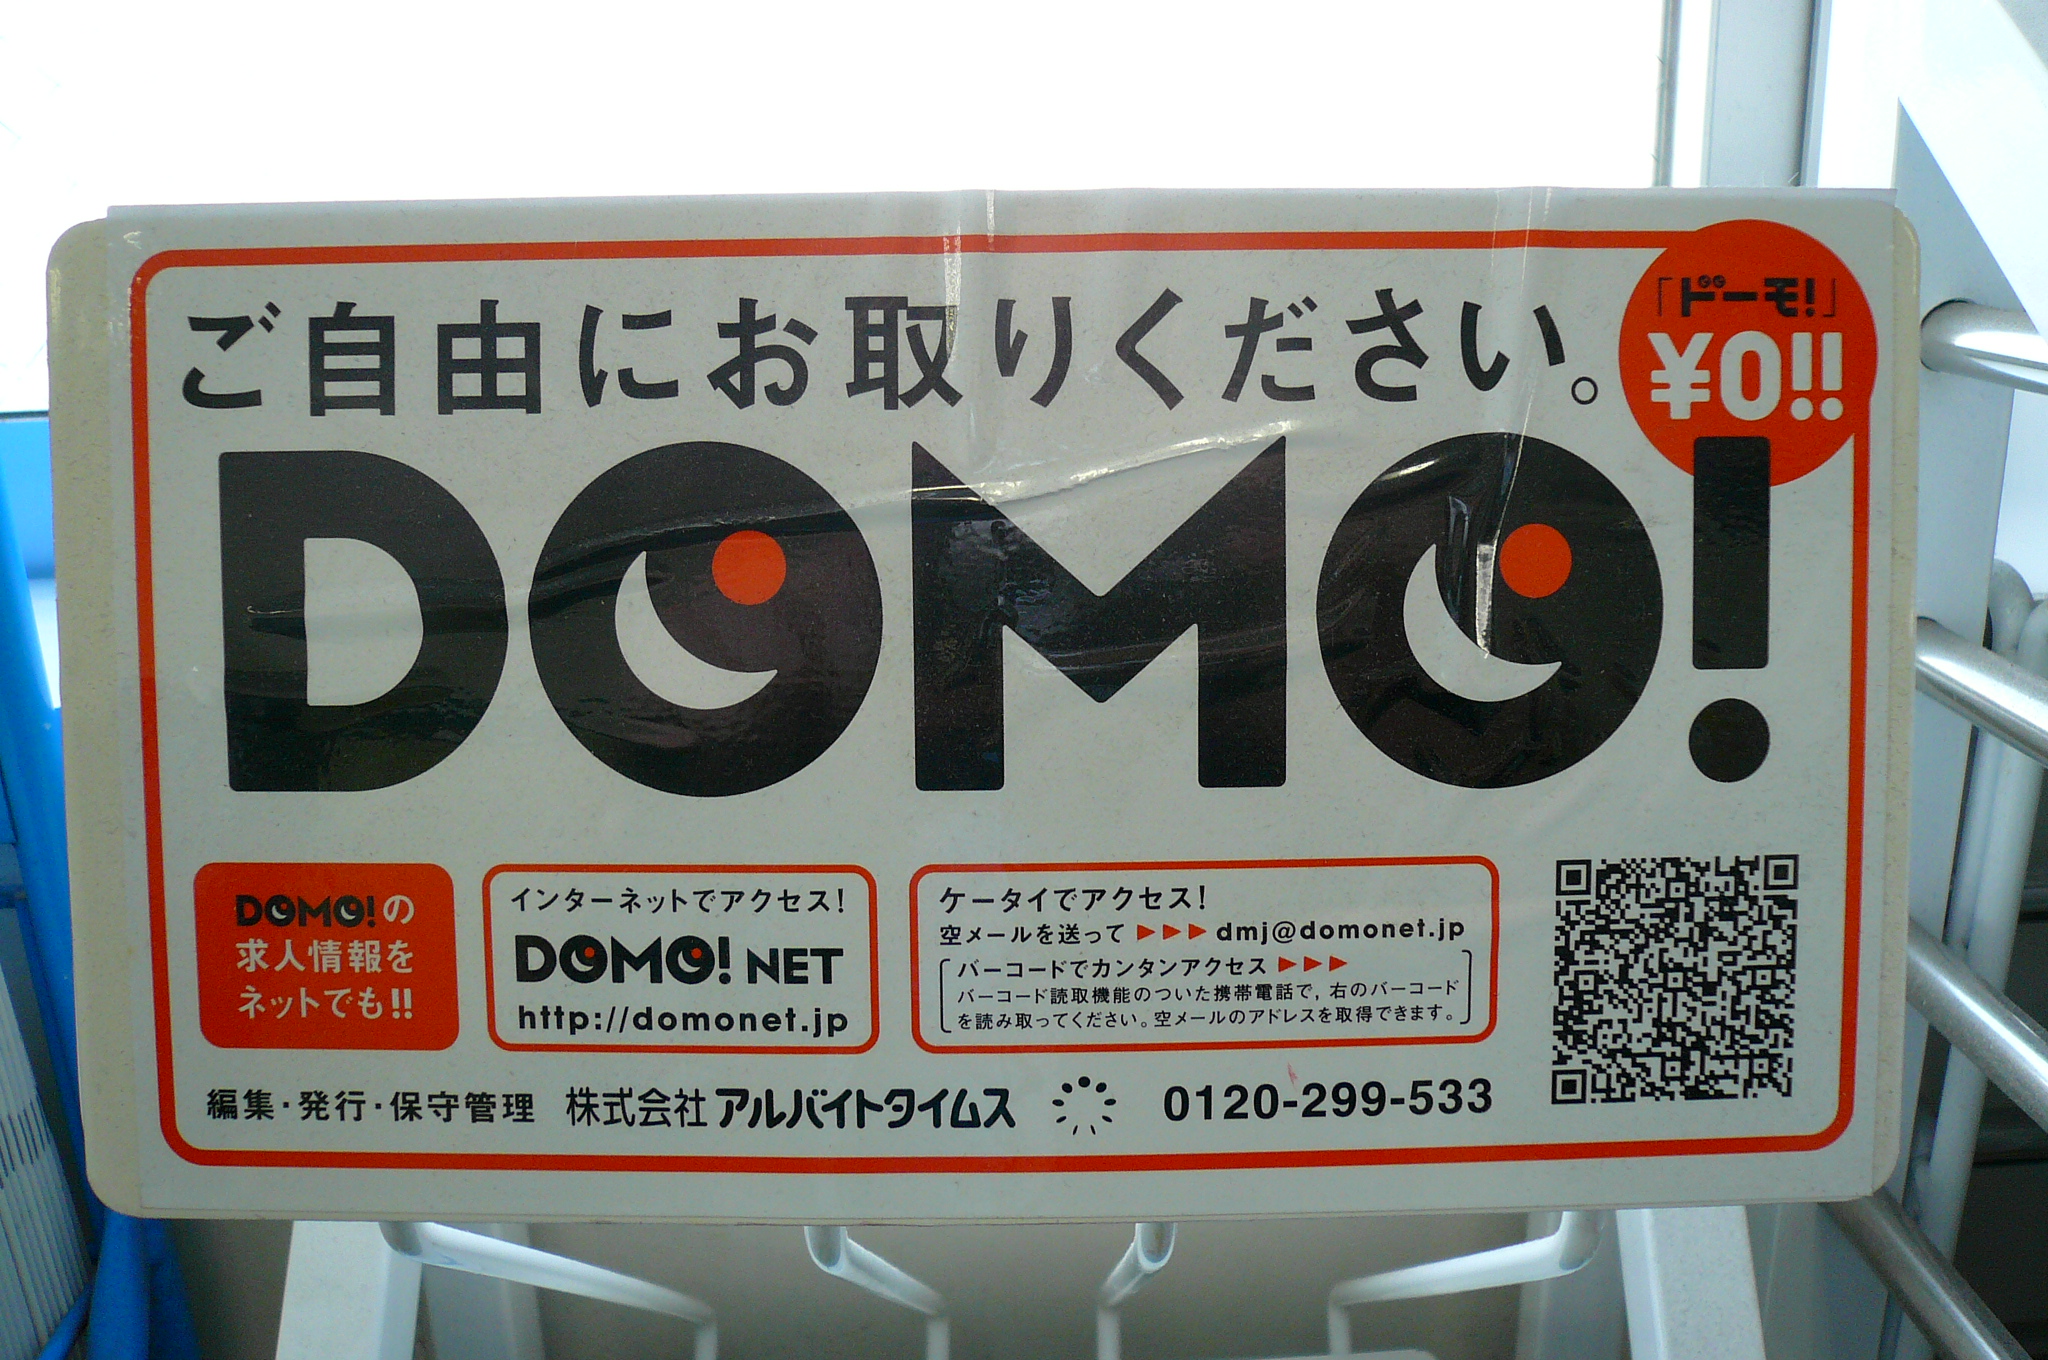 ご自由にお取りください。
「ドーモ!」
¥0!!
DOMO!
DOMO!の
求人情報を
ネットでも!!
インターネットでアクセス!
DOMO! NET
http://domonet.jp
ケータイでアクセス!
空メールを送って ▶▶▶ dmj@domonet.jp
バーコードでカンタンアクセス ▶▶▶
バーコード読取機能のついた携帯電話で, 右のバーコード
を読み取ってください。空メールのアドレスを取得できます。
編集・発行・保守管理 株式会社アルバイトタイムス 0120-299-533